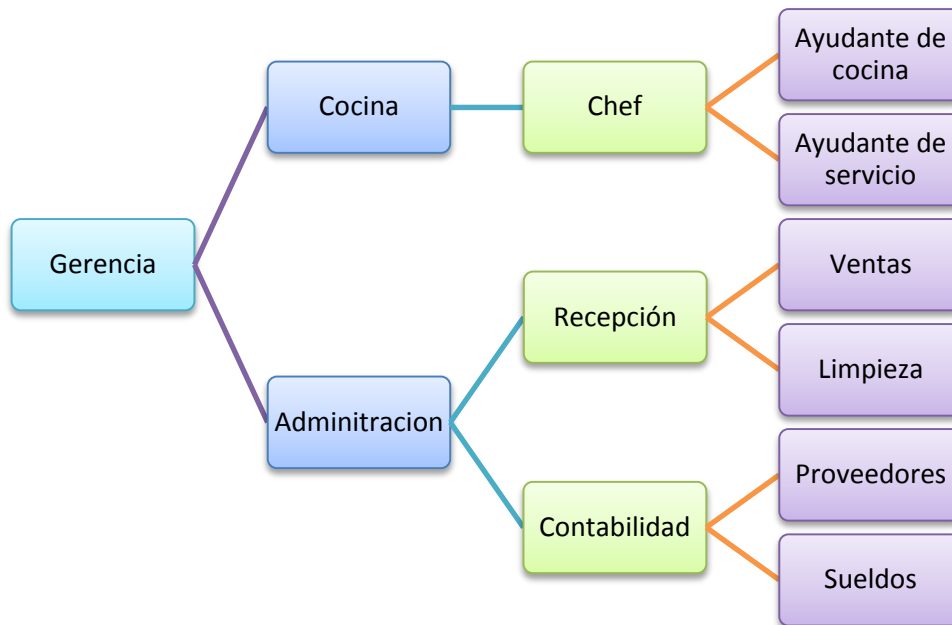 Gerencia
Cocina
Chef
Ayudante de
cocina
Ayudante de
servicio
Adminitracion
Recepción
Ventas
Limpieza
Contabilidad
Proveedores
Sueldos